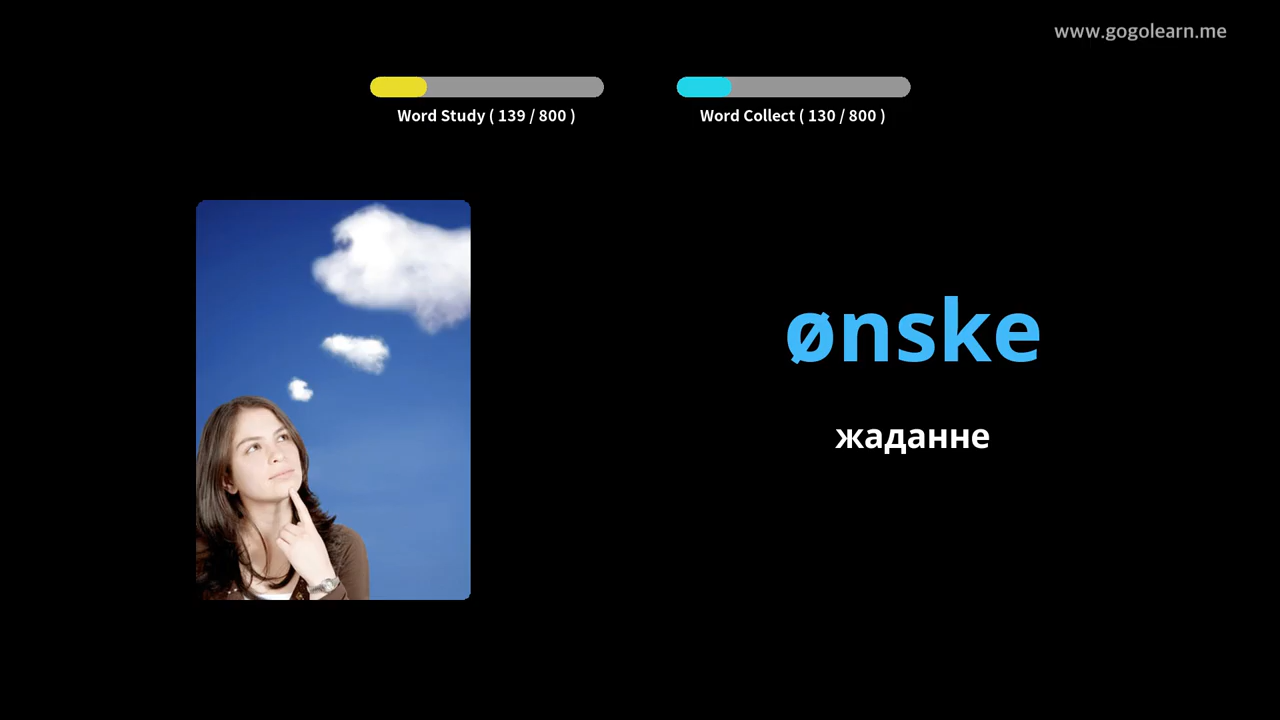 www.gogolearn.me
Word Study ( 139 / 800 )
Word Collect ( 130 / 800 )
ønske
жаданне